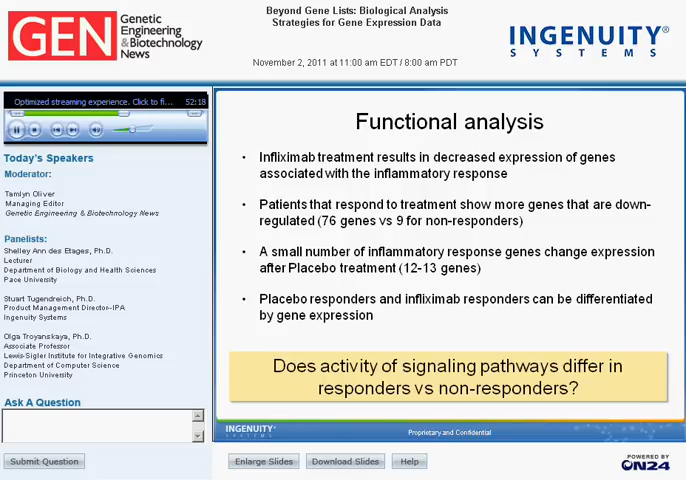 GEN
Genetic
Engineering
& Biotechnology
News
Beyond Gene Lists: Biological Analysis
Strategies for Gene Expression Data
November 2, 2011 at 11:00 am EDT / 8:00 am PDT
INGENUITY®
SYSTEMS
Optimized streaming experience. Click to fi...
52:18
Today's Speakers
Moderator:
Tamlyn Oliver
Managing Editor
Genetic Engineering & Biotechnology News
Panelists:
Shelley Ann des Etages, Ph.D.
Lecturer
Department of Biology and Health Sciences
Pace University
Stuart Tugendreich, Ph.D.
Product Management Director-IPA
Ingenuity Systems
Olga Troyanskaya, Ph.D.
Associate Professor
Lewis-Sigler Institute for Integrative Genomics
Department of Computer Science
Princeton University
Ask A Question
Submit Question
Functional analysis
• Infliximab treatment results in decreased expression of genes
associated with the inflammatory response
• Patients that respond to treatment show more genes that are down-
regulated (76 genes vs 9 for non-responders)
• A small number of inflammatory response genes change expression
after Placebo treatment (12-13 genes)
• Placebo responders and infliximab responders can be differentiated
by gene expression
Does activity of signaling pathways differ in
responders vs non-responders?
INGENUITY®
SYSTEMS
Proprietary and Confidential
Enlarge Slides
Download Slides
Help
POWERED BY
ON24